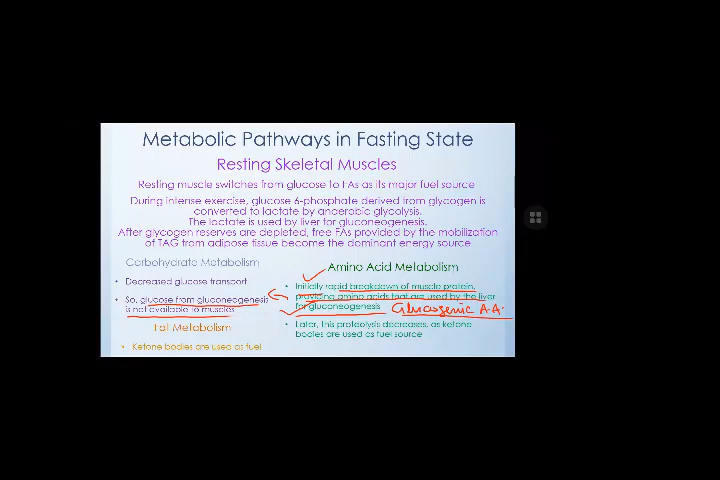 Metabolic Pathways in Fasting State
Resting Skeletal Muscles
Resting muscle switches from glucose to FAs as its major fuel source
During intense exercise, glucose 6-phosphate derived from glycogen is
converted to lactate by anaerobic glycolysis.
The lactate is used by liver for gluconeogenesis.
After glycogen reserves are depleted, free FAs provided by the mobilization
of TAG from adipose tissue become the dominant energy source
Carbohydrate Metabolism
• Decreased glucose transport
• So, glucose from gluconeogenesis
is not available to muscles
Fat Metabolism
• Ketone bodies are used as fuel
Amino Acid Metabolism
• Initially rapid breakdown of muscle protein,
providing amino acids that are used by the liver
for gluconeogenesis Glucogenic A·A·
• Later, this proteolysis decreases, as ketone
bodies are used as fuel source